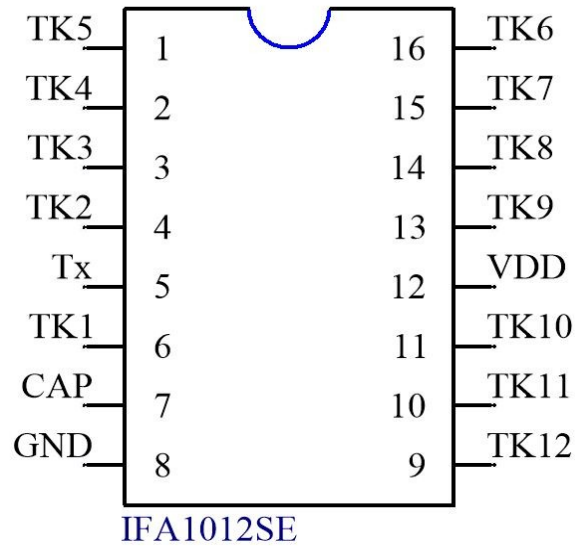 TK5 1 16 TK6
TK4 2 15 TK7
TK3 3 14 TK8
TK2 4 13 TK9
Tx 5 12 VDD
TK1 6 11 TK10
CAP 7 10 TK11
GND 8 9 TK12
IFA1012SE